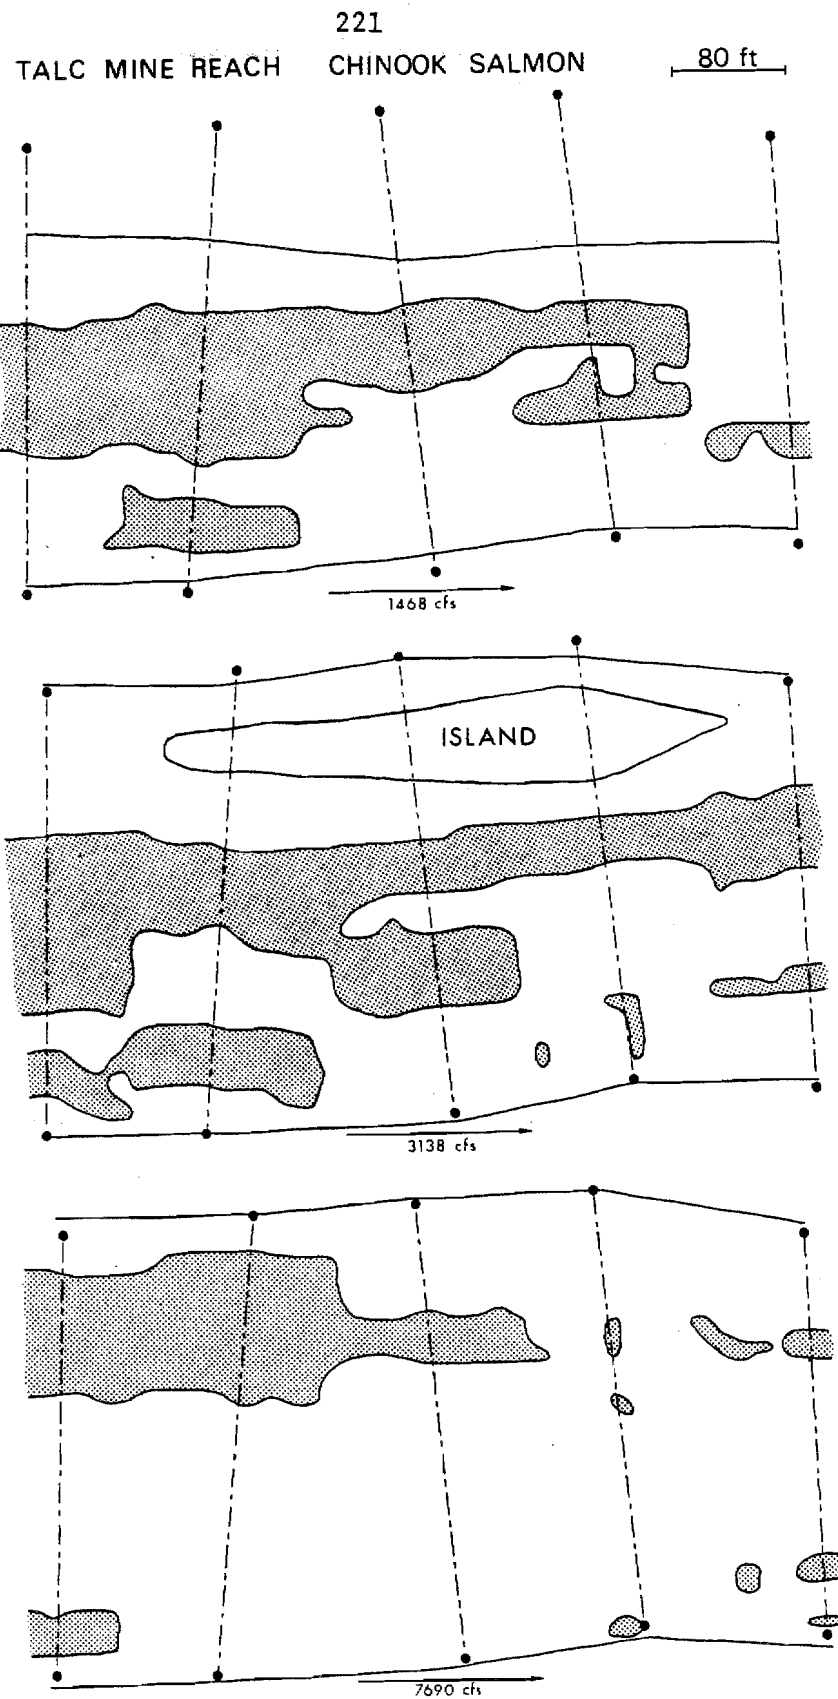 221
TALC MINE REACH CHINOOK SALMON 80 ft
1468 cfs
ISLAND
3138 cfs
7690 cfs